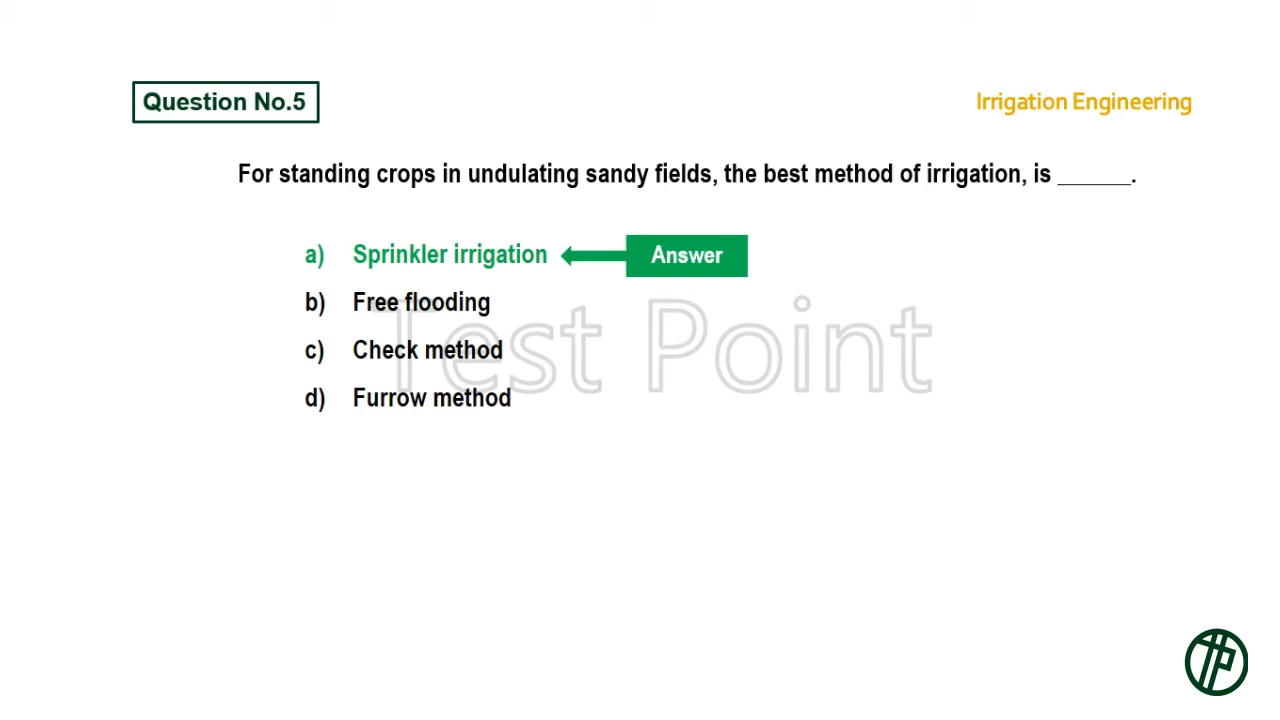 Question No.5
Irrigation Engineering
For standing crops in undulating sandy fields, the best method of irrigation, is ______.
a) Sprinkler irrigation
Answer
b) Free flooding
c) Check method
d) Furrow method
Test Point
TP